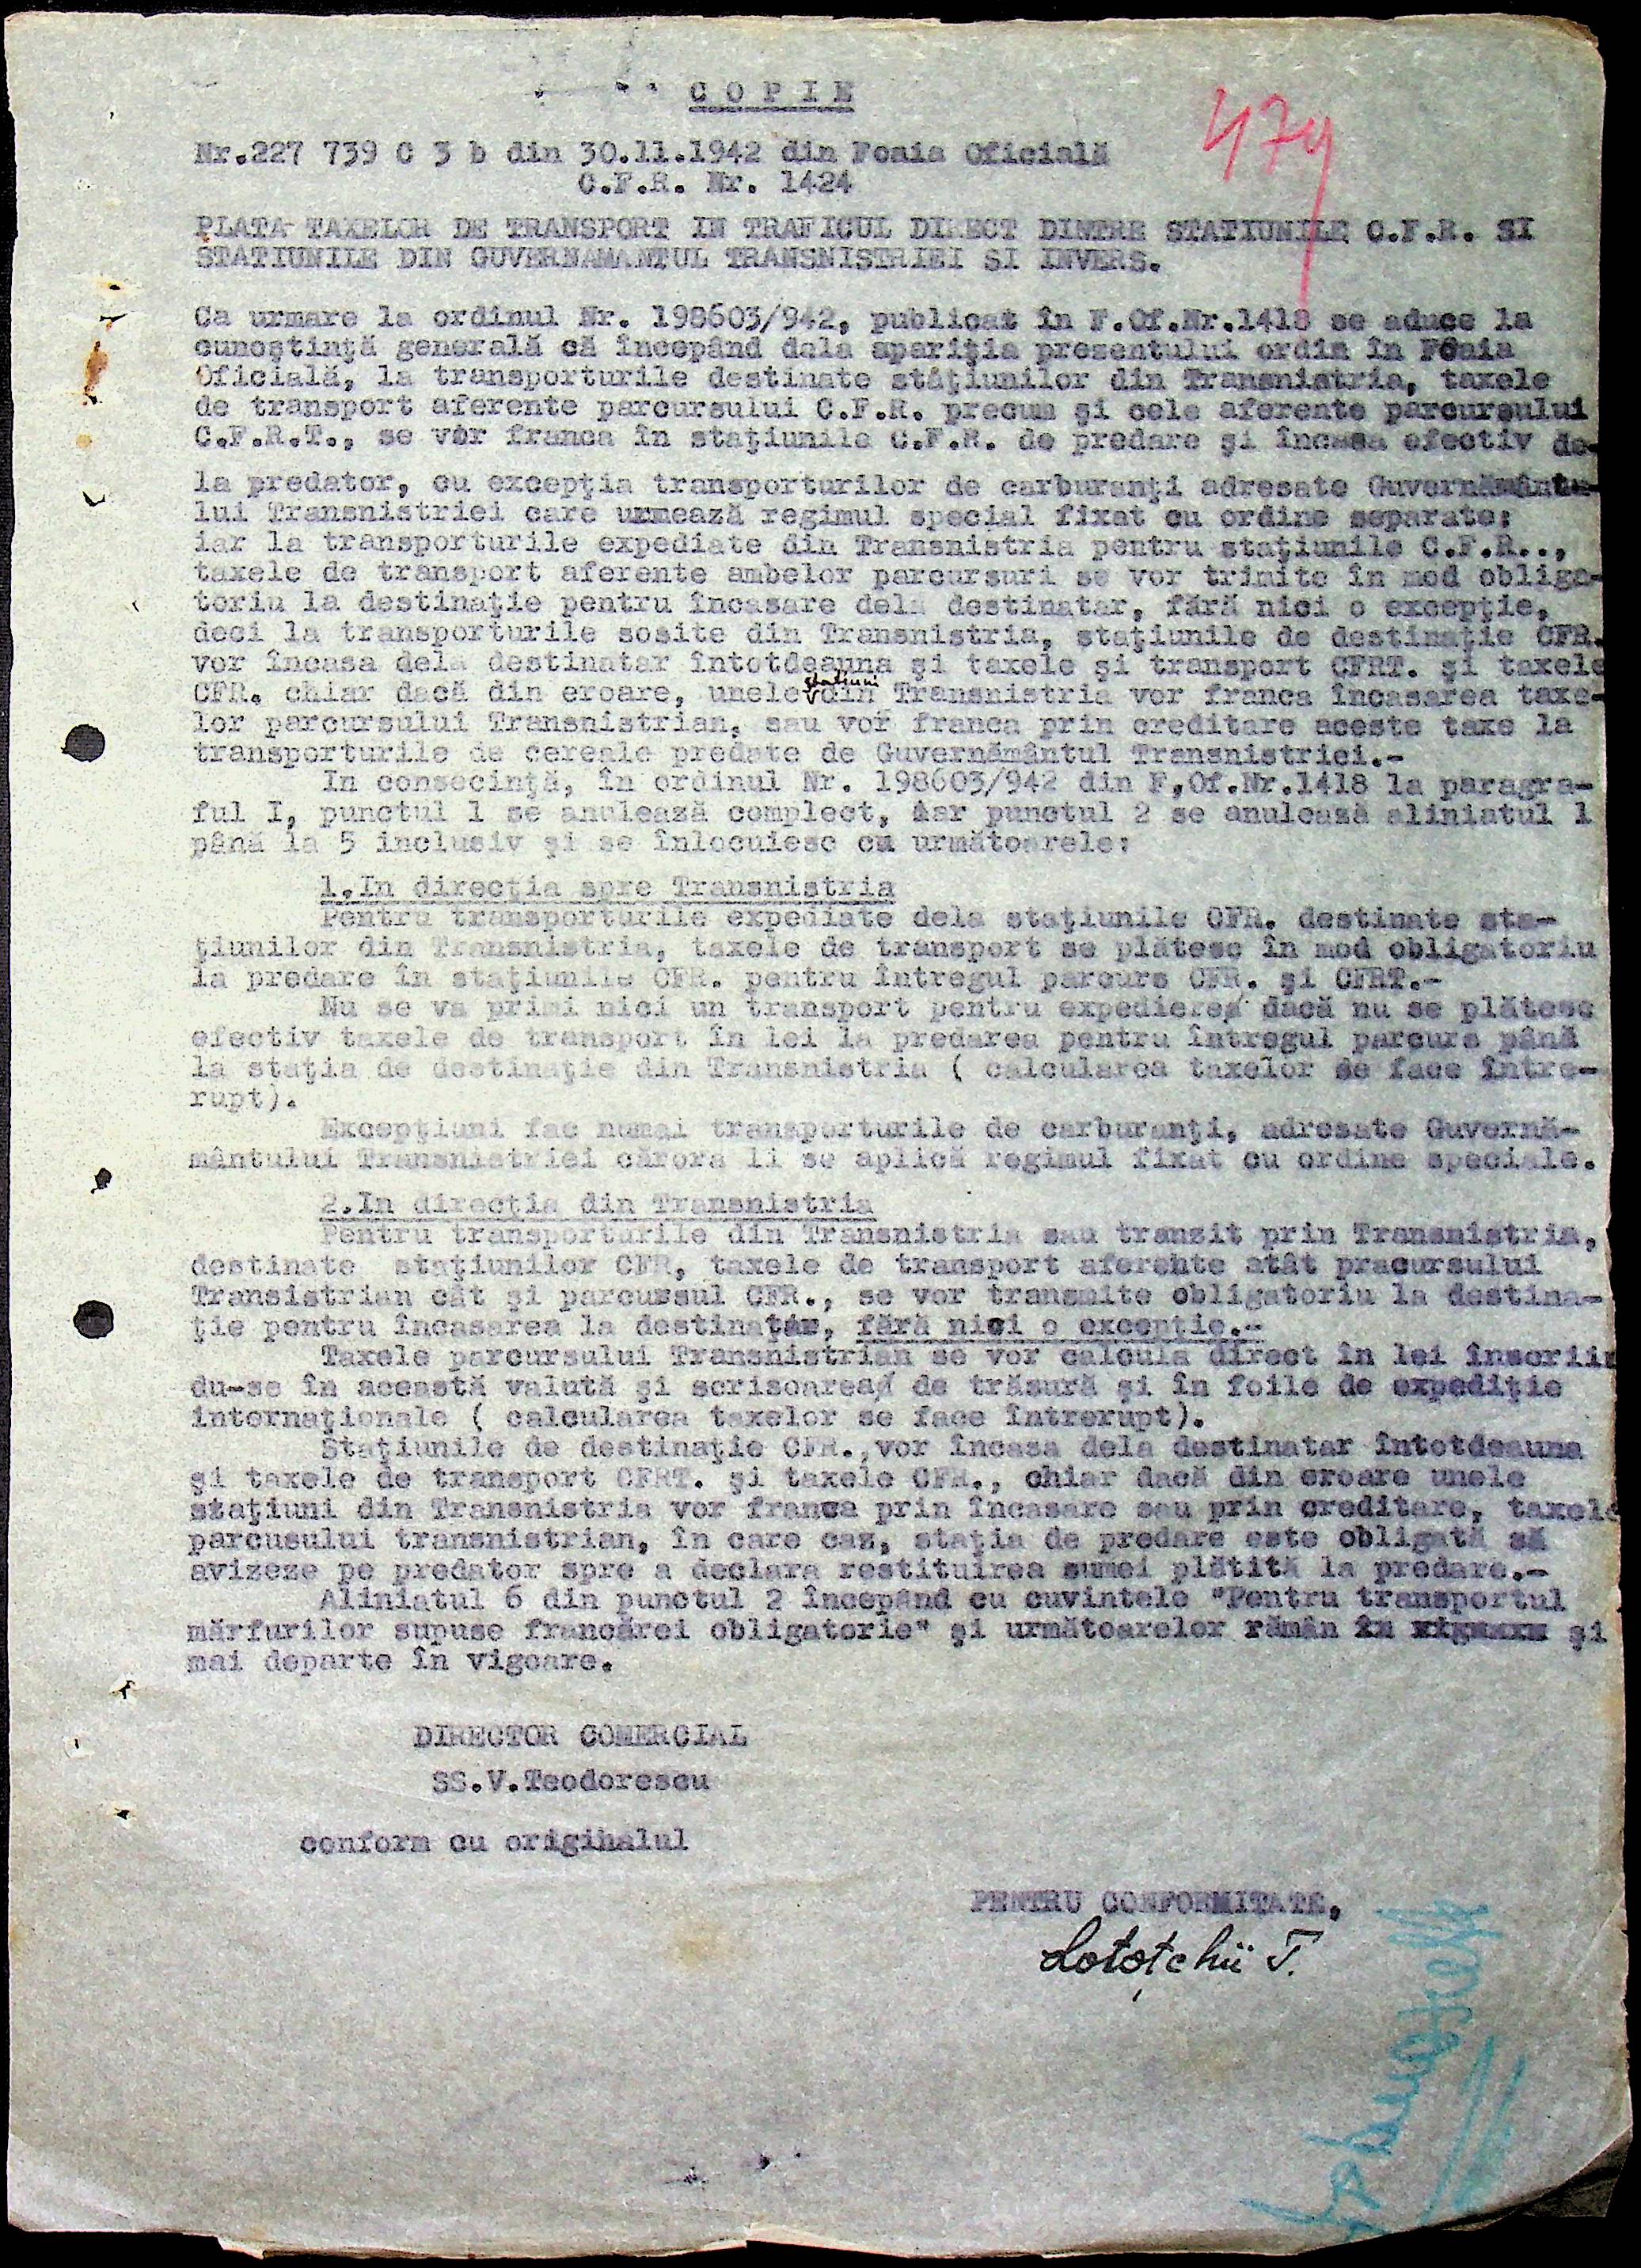 C O P I E
479
Nr.227 739 C 3 b din 30.11.1942 din Foaia Oficială
C.F.R. Nr. 1424
PLATA TAXELOR DE TRANSPORT IN TRAFICUL DIRECT DINTRE STATIUNILE C.F.R. SI
STATIUNILE DIN GUVERNAMANTUL TRANSNISTRIEI SI INVERS.
Ca urmare la ordinul Nr. 198603/942, publicat în F.Of.Nr.1418 se aduce la
cunoştinţă generală că începând dela apariţia prezentului ordin în Foaia
Oficială, la transporturile destinate stâţiunilor din Transnistria, taxele
de transport aferente parcursului C.F.R. precum şi cele aferente parcursului
C.F.R.T., se vor franca în staţiunile C.F.R. de predare şi încasa efectiv de-
la predator, cu excepţia transporturilor de carburanţi adresate Guvernământu-
lui Transnistriei care urmează regimul special fixat cu ordine separate;
iar la transporturile expediate din Transnistria pentru staţiunile C.F.R..,
taxele de transport aferente ambelor parcursuri se vor trimite în mod obliga-
toriu la destinaţie pentru încasare dela destinatar, fără nici o excepţie,
deci la transporturile sosite din Transnistria, staţiunile de destinaţie CFR.
vor încasa dela destinatar întotdeauna şi taxele şi transport CFRT. şi taxele
CFR. chiar dacă din eroare, unele stațiuni din Transnistria vor franca încasarea taxe-
lor parcursului Transnistrian, sau vor franca prin creditare aceste taxe la
transporturile de cereale predate de Guvernământul Transnistriei.-
In consecinţă, în ordinul Nr. 198603/942 din F,Of.Nr.1418 la paragra-
ful I, punctul 1 se anulează complect, iar punctul 2 se anulează aliniatul 1
până la 5 inclusiv şi se înlocuiesc cu următoarele:
1.In direcţia spre Transnistria
Pentru transporturile expediate dela staţiunile CFR. destinate sta-
ţiunilor din Transnistria, taxele de transport se plătesc în mod obligatoriu
la predare în staţiunile CFR. pentru întregul parcurs CFR. şi CFRT.-
Nu se va primi nici un transport pentru expediere dacă nu se plătesc
efectiv taxele de transport în lei la predarea pentru întregul parcurs până
la staţia de destinaţie din Transnistria ( calcularea taxelor se face între-
rupt).
Excepţiuni fac numai transporturile de carburanţi, adresate Guvernă-
mântului Transnistriei cărora li se aplică regimul fixat cu ordine speciale.
2.In direcţia din Transnistria
Pentru transporturile din Transnistria sau tranzit prin Transnistria,
destinate staţiunilor CFR, taxele de transport aferehte atât pracursului
Transistrian cât şi parcursul CFR., se vor transmite obligatoriu la destina-
ţie pentru încasarea la destinatar, fără nici o excepţie.-
Taxele parcursului Transnistrian se vor calcula direct în lei înscriin
du-se în această valută şi scrisoarea de trăsură şi în foile de expediţie
internaţionale ( calcularea taxelor se face întrerupt).
Staţiunile de destinaţie CFR.,vor încasa dela destinatar întotdeauna
şi taxele de transport CFRT. şi taxele CFR., chiar dacă din eroare unele
staţiuni din Transnistria vor franca prin încasare sau prin creditare, taxele
parcusului transnistrian, în care caz, staţia de predare este obligată să
avizeze pe predator spre a declara restituirea sumei plătită la predare.-
Aliniatul 6 din punctul 2 începând cu cuvintele "Pentru transportul
mărfurilor supuse francărei obligatorie" şi următoarelor rămân şi
mai departe în vigoare.
DIRECTOR COMERCIAL
SS.V.Teodorescu
conform cu origihalul
PENTRU CONFORMITATE,
Lotoțchii T.